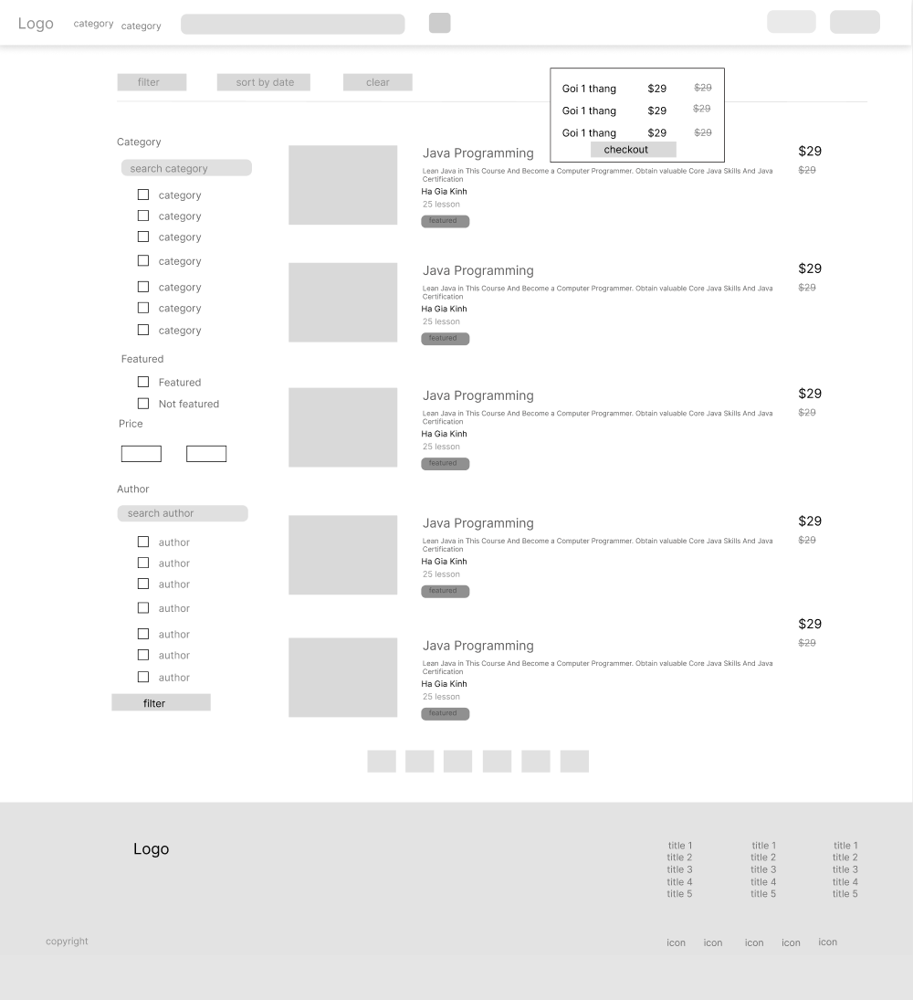 Logo
category
category
filter
sort by date
clear
Goi 1 thang $29 $29
Goi 1 thang $29 $29
Goi 1 thang $29 $29
checkout
Category
search category
category
category
category
category
category
category
category
Featured
Featured
Not featured
Price
Author
search author
author
author
author
author
author
author
author
filter
Java Programming
Lean Java in This Course And Become a Computer Programmer. Obtain valuable Core Java Skills And Java
Certification
Ha Gia Kinh
25 lesson
featured
$29
$29
Java Programming
Lean Java in This Course And Become a Computer Programmer. Obtain valuable Core Java Skills And Java
Certification
Ha Gia Kinh
25 lesson
featured
$29
$29
Java Programming
Lean Java in This Course And Become a Computer Programmer. Obtain valuable Core Java Skills And Java
Certification
Ha Gia Kinh
25 lesson
featured
$29
$29
Java Programming
Lean Java in This Course And Become a Computer Programmer. Obtain valuable Core Java Skills And Java
Certification
Ha Gia Kinh
25 lesson
featured
$29
$29
Java Programming
Lean Java in This Course And Become a Computer Programmer. Obtain valuable Core Java Skills And Java
Certification
Ha Gia Kinh
25 lesson
featured
$29
$29
Logo
title 1
title 2
title 3
title 4
title 5
title 1
title 2
title 3
title 4
title 5
title 1
title 2
title 3
title 4
title 5
copyright
icon icon icon icon icon